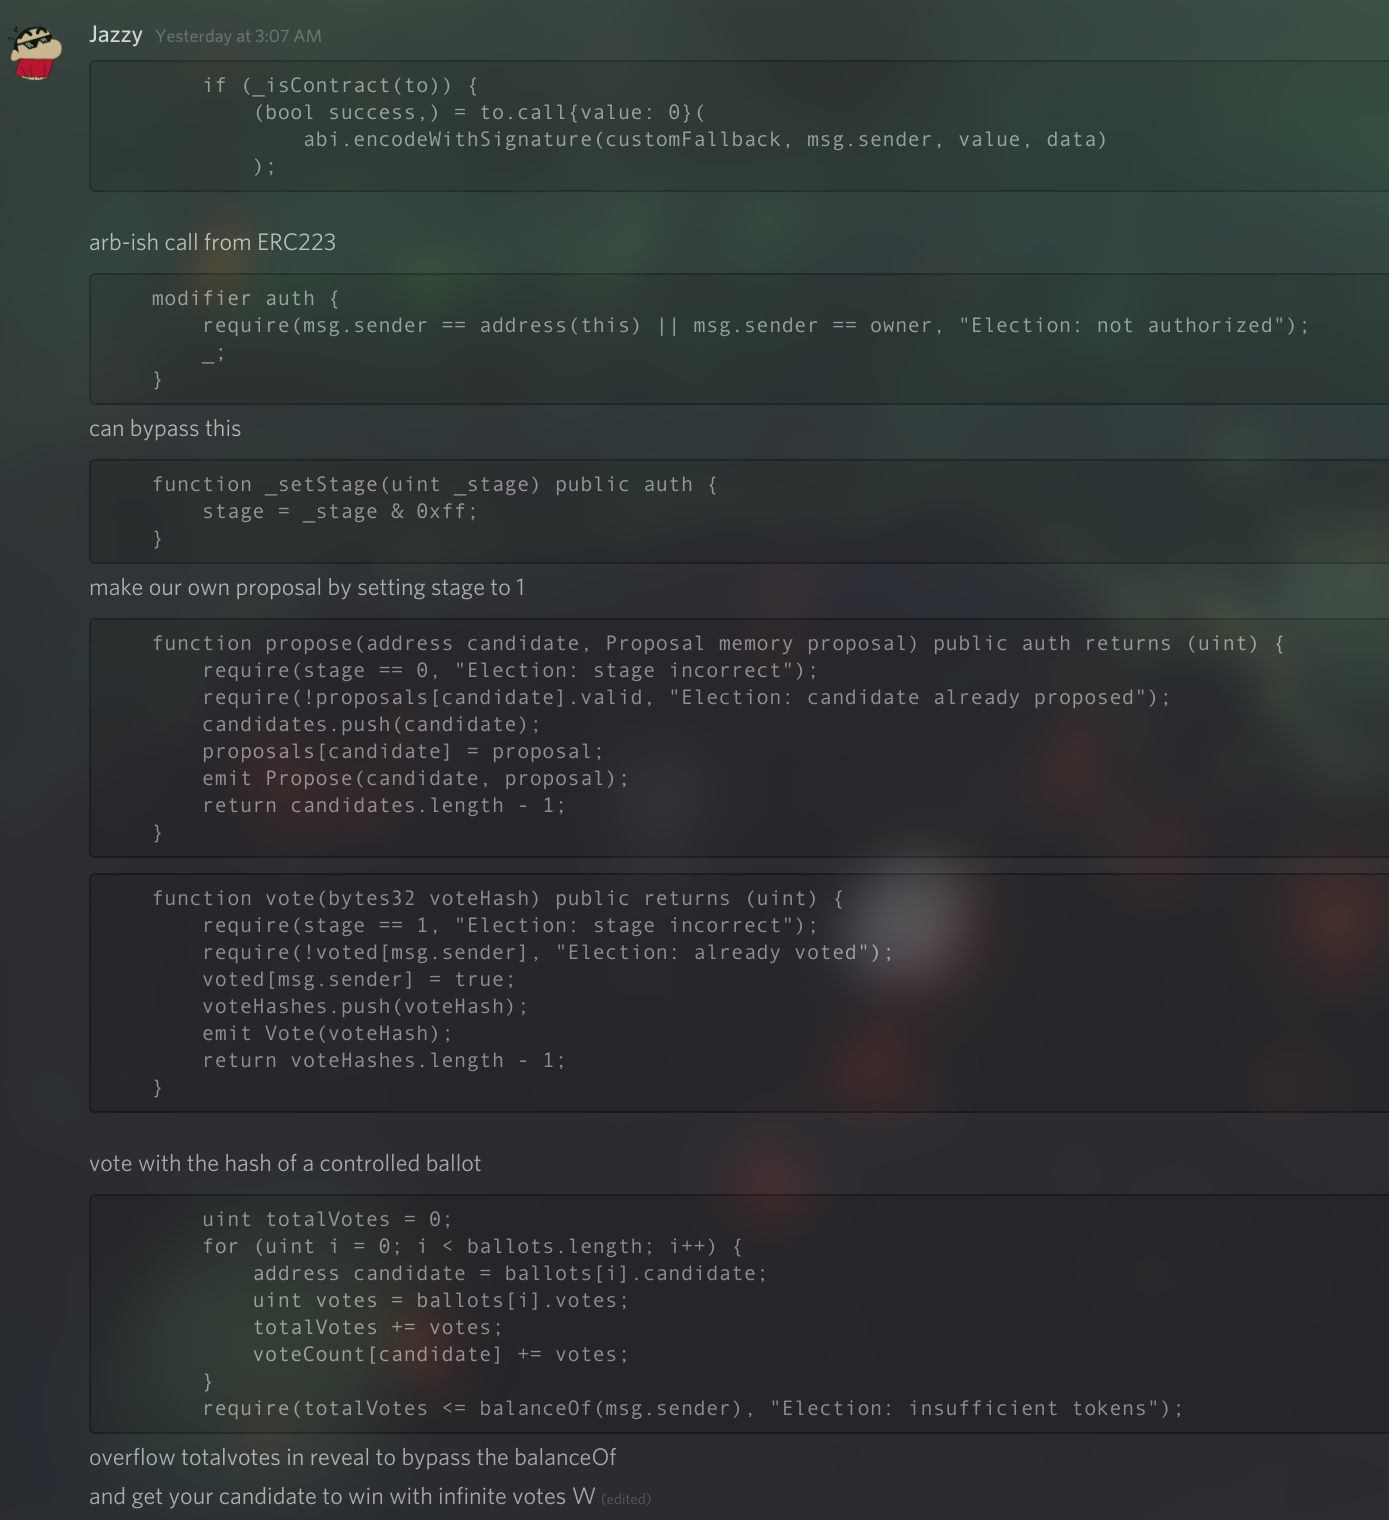 Jazzy Yesterday at 3:07 AM
if (_isContract(to)) {
(bool success,) = to.call{value: 0}(
abi.encodeWithSignature(customFallback, msg.sender, value, data)
);
arb-ish call from ERC223
modifier auth {
require(msg.sender == address(this) || msg.sender == owner, "Election: not authorized");
_;
}
can bypass this
function _setStage(uint _stage) public auth {
stage = _stage & 0xff;
}
make our own proposal by setting stage to 1
function propose(address candidate, Proposal memory proposal) public auth returns (uint) {
require(stage == 0, "Election: stage incorrect");
require(!proposals[candidate].valid, "Election: candidate already proposed");
candidates.push(candidate);
proposals[candidate] = proposal;
emit Propose(candidate, proposal);
return candidates.length - 1;
}
function vote(bytes32 voteHash) public returns (uint) {
require(stage == 1, "Election: stage incorrect");
require(!voted[msg.sender], "Election: already voted");
voted[msg.sender] = true;
voteHashes.push(voteHash);
emit Vote(voteHash);
return voteHashes.length - 1;
}
vote with the hash of a controlled ballot
uint totalVotes = 0;
for (uint i = 0; i < ballots.length; i++) {
address candidate = ballots[i].candidate;
uint votes = ballots[i].votes;
totalVotes += votes;
voteCount[candidate] += votes;
}
require(totalVotes <= balanceOf(msg.sender), "Election: insufficient tokens");
overflow totalvotes in reveal to bypass the balanceOf
and get your candidate to win with infinite votes W (edited)